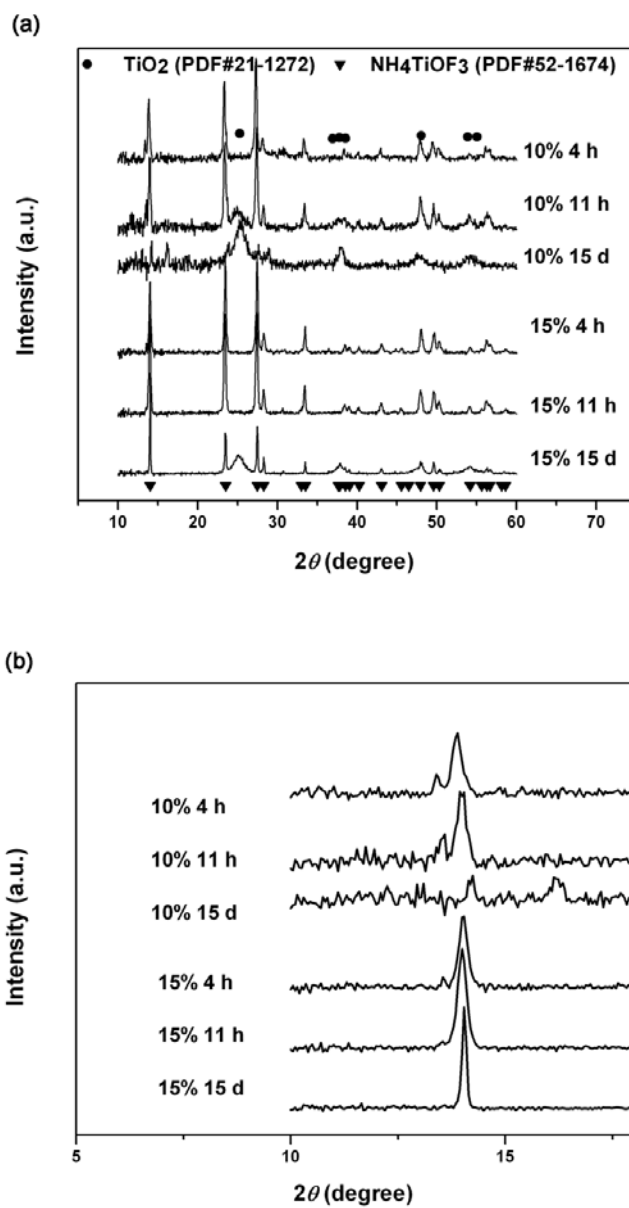 (a)
● TiO2 (PDF#21-1272) ▼ NH4TiOF3 (PDF#52-1674)
10% 4 h
10% 11 h
10% 15 d
15% 4 h
15% 11 h
15% 15 d
Intensity (a.u.)
10 20 30 40 50 60 70
2θ (degree)
(b)
10% 4 h
10% 11 h
10% 15 d
15% 4 h
15% 11 h
15% 15 d
Intensity (a.u.)
5 10 15
2θ (degree)